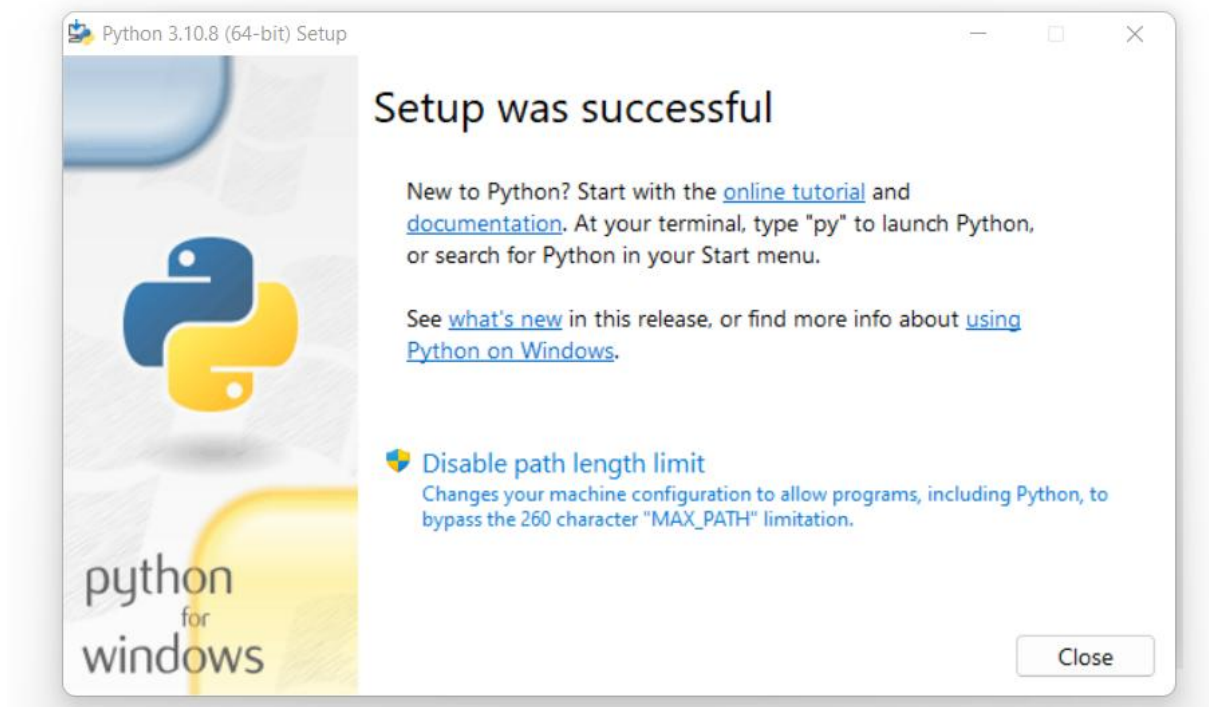 Python 3.10.8 (64-bit) Setup
Setup was successful
New to Python? Start with the online tutorial and
documentation. At your terminal, type "py" to launch Python,
or search for Python in your Start menu.
See what's new in this release, or find more info about using
Python on Windows.
Disable path length limit
Changes your machine configuration to allow programs, including Python, to
bypass the 260 character "MAX_PATH" limitation.
python
for
windows
Close